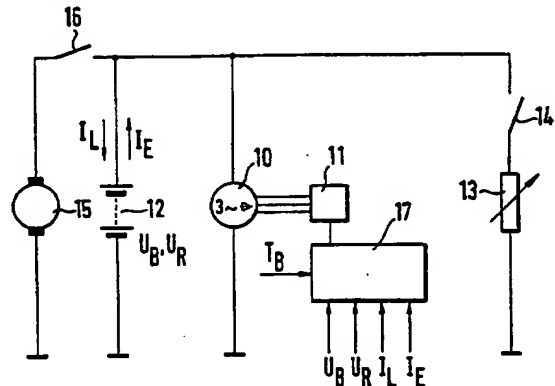 16
I_L
I_E
10
11
14
13
15
12
3~
17
U_B, U_R
T_B
U_B U_R I_L I_E